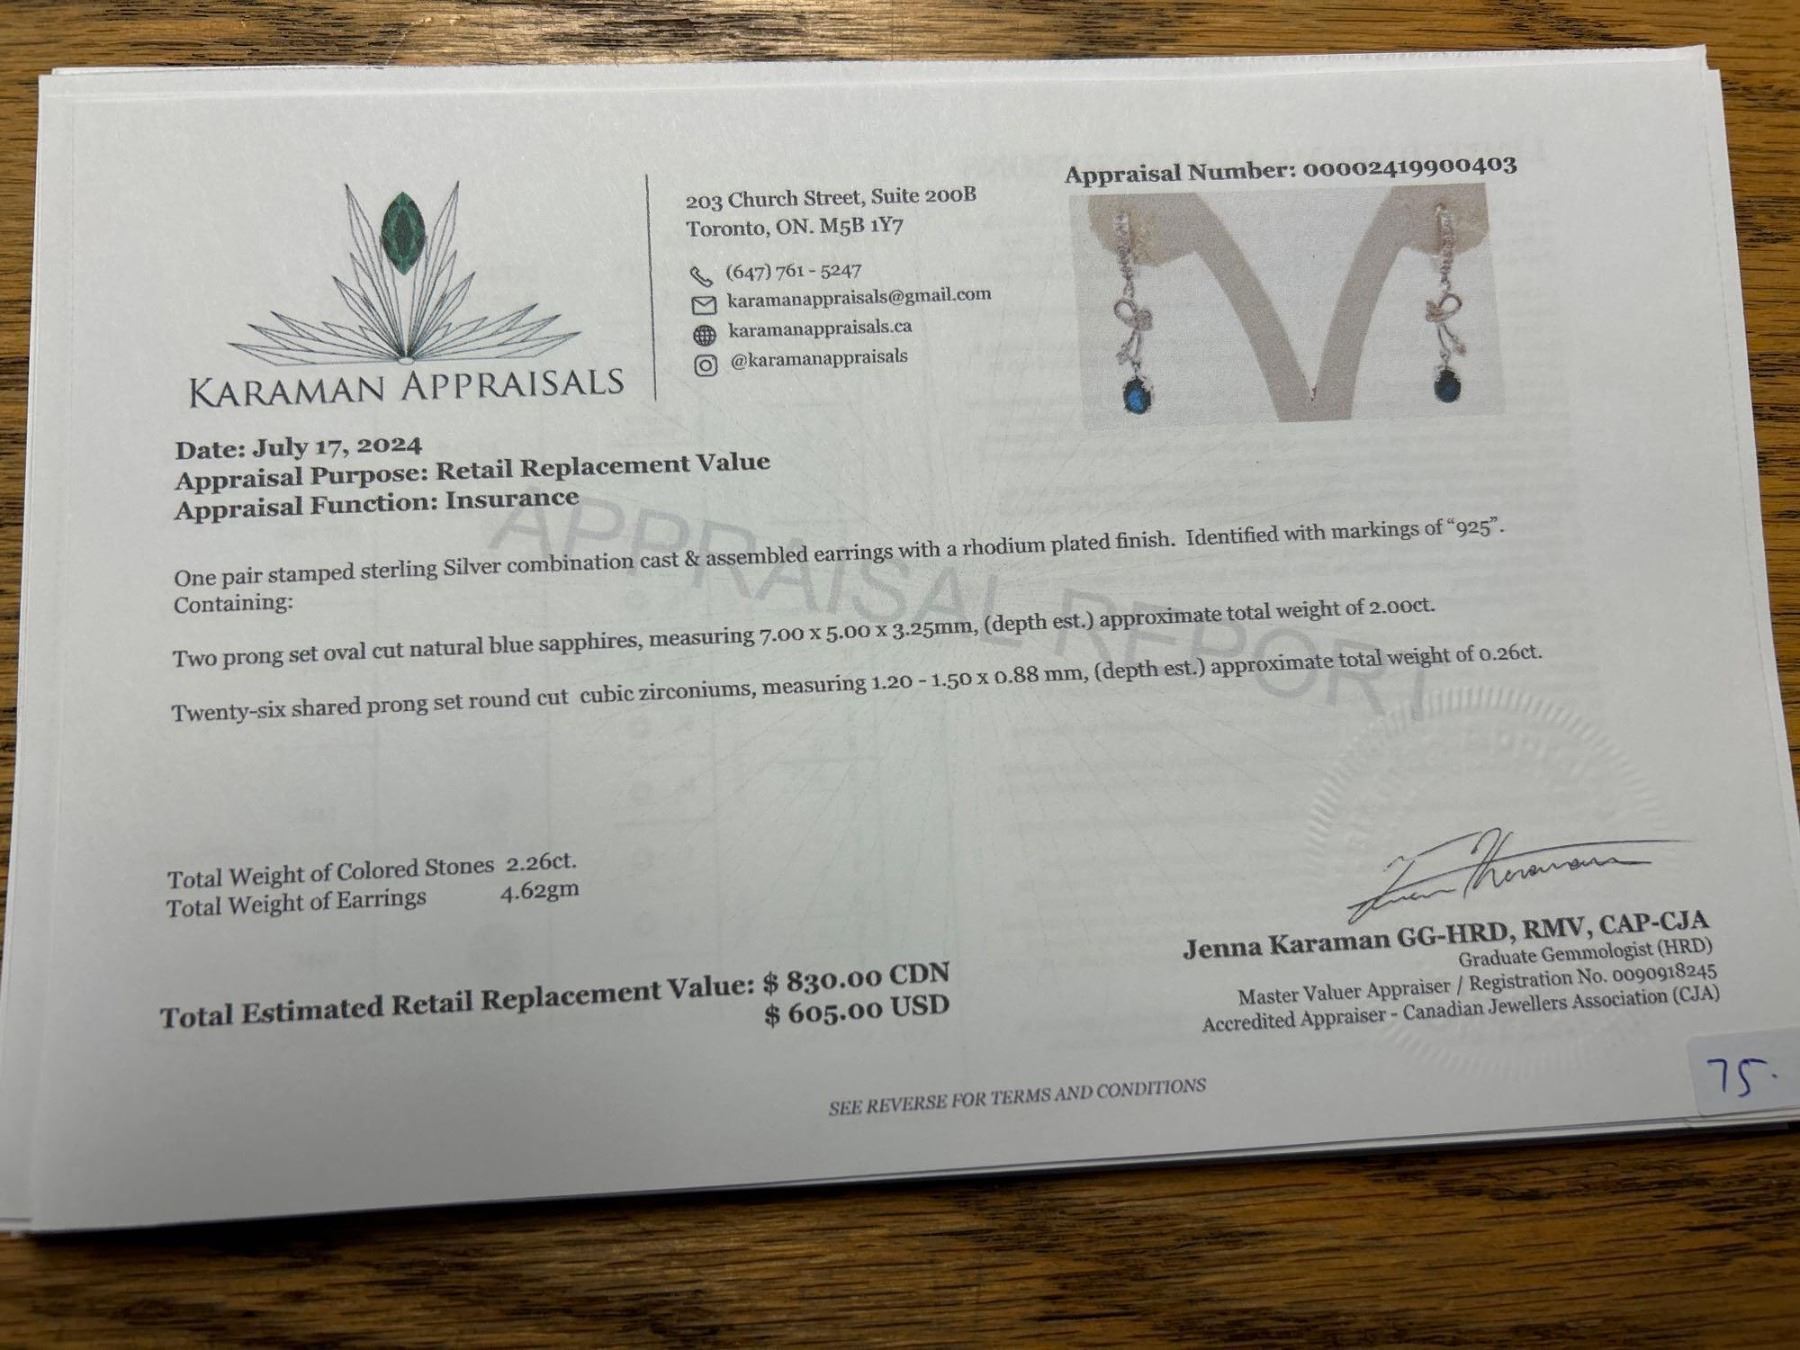 KARAMAN APPRAISALS
203 Church Street, Suite 200B
Toronto, ON. M5B 1Y7
(647) 761 - 5247
karamanappraisals@gmail.com
karamanappraisals.ca
@karamanappraisals
Appraisal Number: 00002419900403
Date: July 17, 2024
Appraisal Purpose: Retail Replacement Value
Appraisal Function: Insurance
APPRAISAL REPORT
One pair stamped sterling Silver combination cast & assembled earrings with a rhodium plated finish. Identified with markings of “925”.
Containing:
Two prong set oval cut natural blue sapphires, measuring 7.00 x 5.00 x 3.25mm, (depth est.) approximate total weight of 2.00ct.
Twenty-six shared prong set round cut cubic zirconiums, measuring 1.20 - 1.50 x 0.88 mm, (depth est.) approximate total weight of 0.26ct.
Total Weight of Colored Stones 2.26ct.
Total Weight of Earrings 4.62gm
Total Estimated Retail Replacement Value: $ 830.00 CDN
$ 605.00 USD
Jenna Karaman GG-HRD, RMV, CAP-CJA
Graduate Gemmologist (HRD)
Master Valuer Appraiser / Registration No. 0090918245
Accredited Appraiser - Canadian Jewellers Association (CJA)
SEE REVERSE FOR TERMS AND CONDITIONS
75.